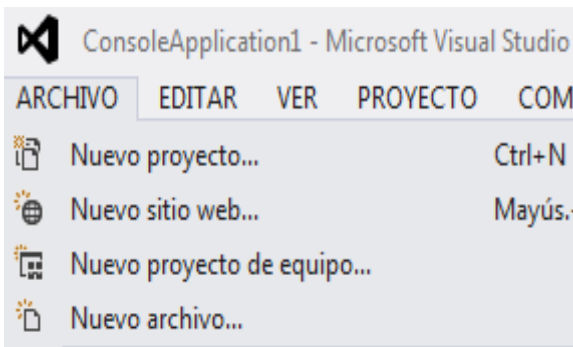 ConsoleApplication1 - Microsoft Visual Studio
ARCHIVO EDITAR VER PROYECTO COM
Nuevo proyecto... Ctrl+N
Nuevo sitio web... Mayús.
Nuevo proyecto de equipo...
Nuevo archivo...